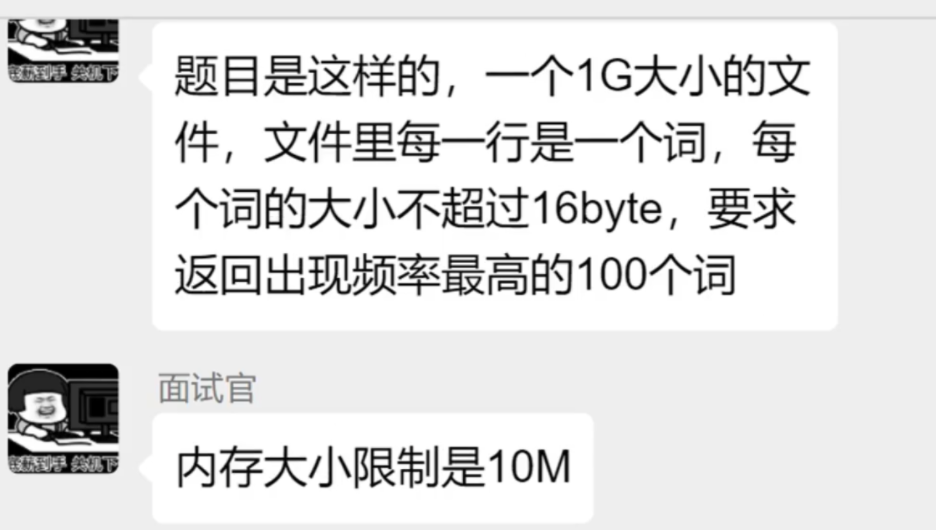 题目是这样的，一个1G大小的文
件，文件里每一行是一个词，每
个词的大小不超过16byte，要求
返回出现频率最高的100个词
面试官
内存大小限制是10M